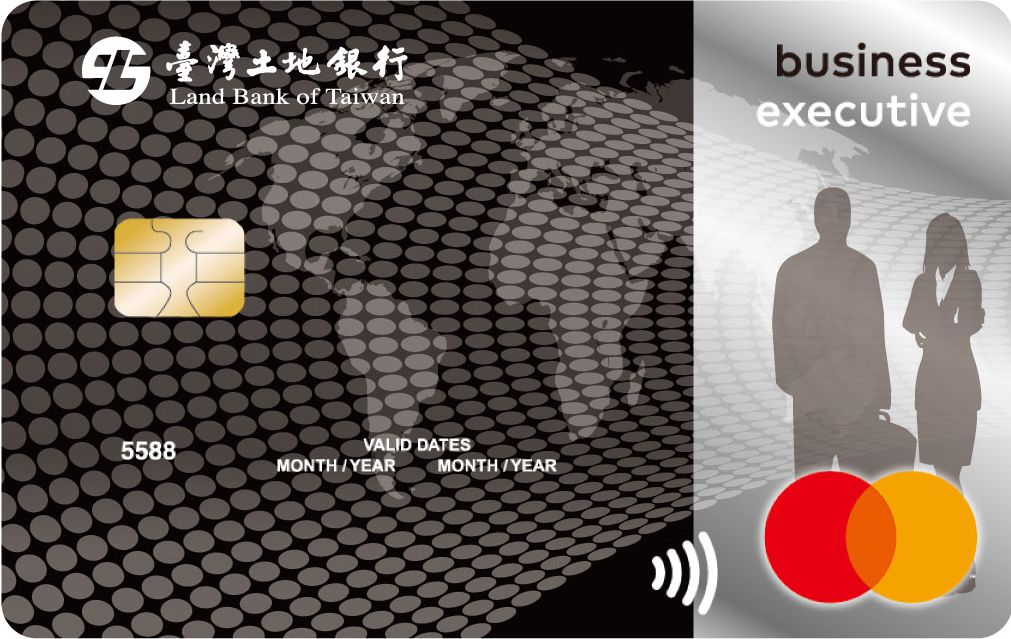 臺灣土地銀行
Land Bank of Taiwan
business
executive
5588
VALID DATES
MONTH / YEAR MONTH / YEAR